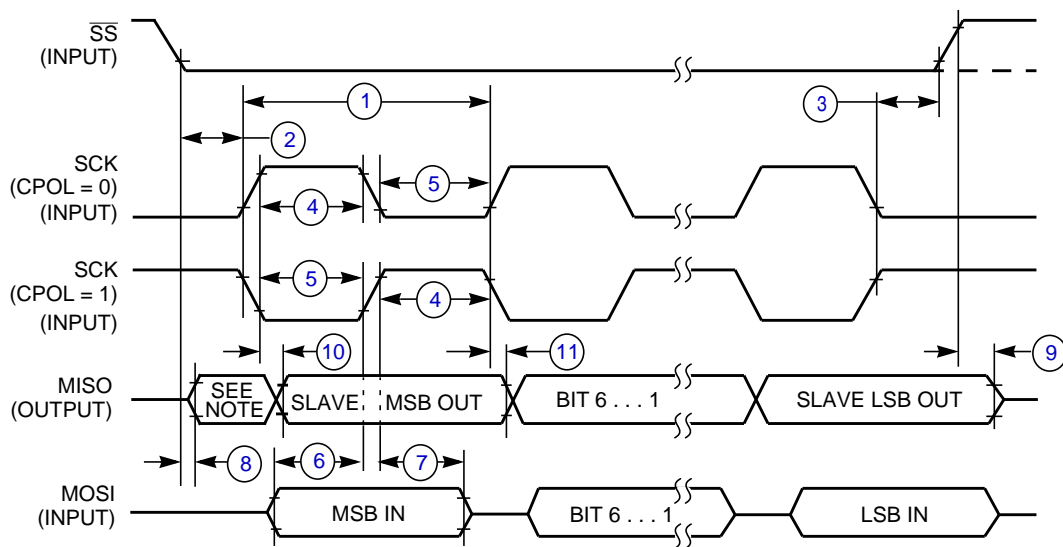 SS
(INPUT)
1
3
2
SCK
(CPOL = 0)
(INPUT)
5
4
SCK
(CPOL = 1)
(INPUT)
5
4
10
11
9
MISO
(OUTPUT)
SEE
NOTE
SLAVE
MSB OUT
BIT 6 . . . 1
SLAVE LSB OUT
8
6
7
MOSI
(INPUT)
MSB IN
BIT 6 . . . 1
LSB IN